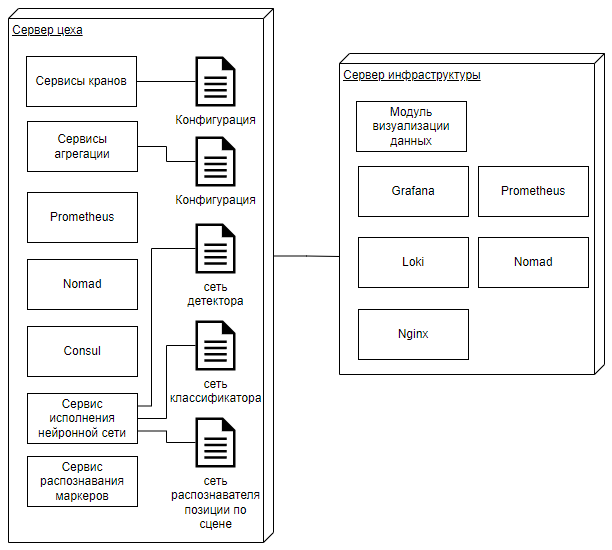 Сервер цеха
Сервисы кранов
Конфигурация
Сервисы
агрегации
Конфигурация
Prometheus
Nomad
сеть
детектора
Consul
сеть
классификатора
Сервис
исполнения
нейронной сети
Сервис
распознавания
маркеров
сеть
распознавателя
позиции по
сцене
Сервер инфраструктуры
Модуль
визуализации
данных
Grafana
Prometheus
Loki
Nomad
Nginx